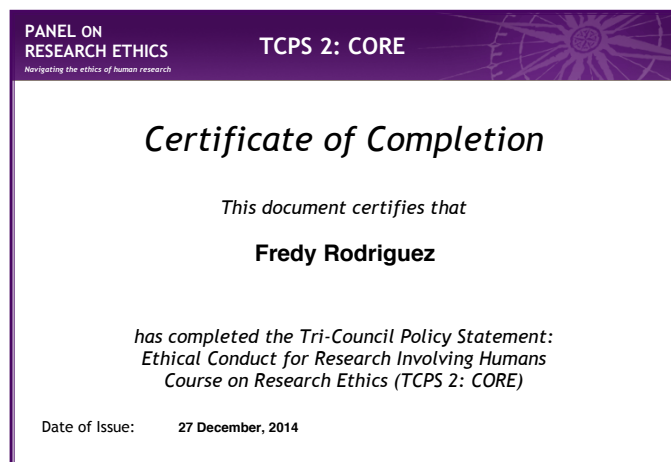 PANEL ON
RESEARCH ETHICS
Navigating the ethics of human research
TCPS 2: CORE
Certificate of Completion
This document certifies that
Fredy Rodriguez
has completed the Tri-Council Policy Statement:
Ethical Conduct for Research Involving Humans
Course on Research Ethics (TCPS 2: CORE)
Date of Issue: 27 December, 2014